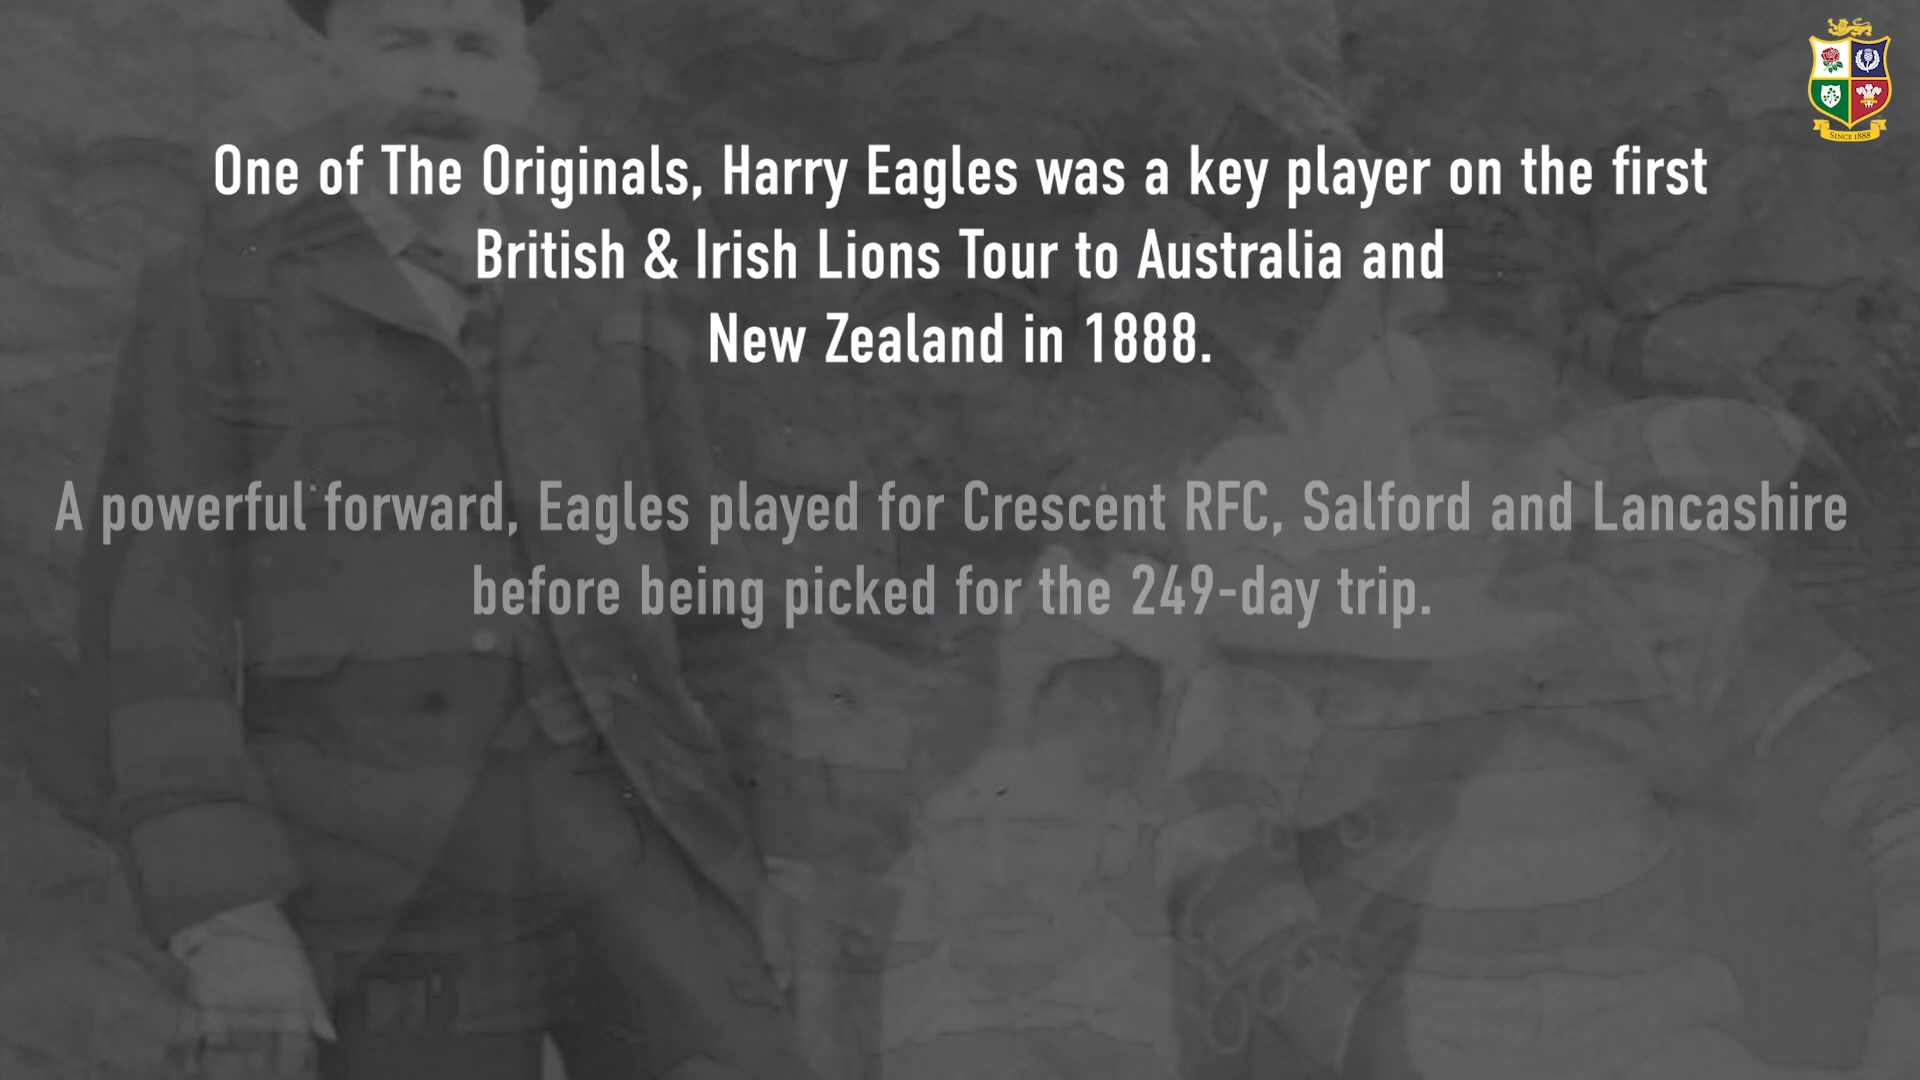 SINCE 1888
One of The Originals, Harry Eagles was a key player on the first
British & Irish Lions Tour to Australia and
New Zealand in 1888.
A powerful forward, Eagles played for Crescent RFC, Salford and Lancashire
before being picked for the 249-day trip.